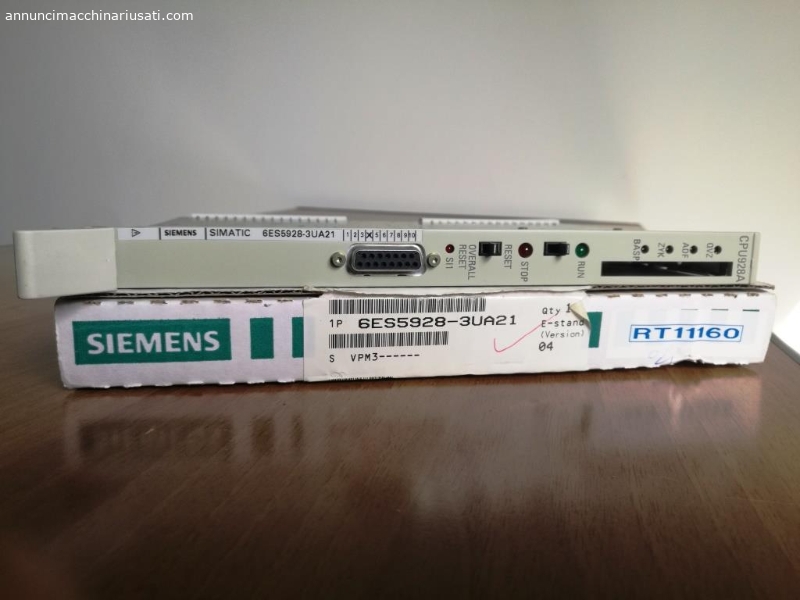 annuncimacchinariusati.com
SIEMENS SIMATIC 6ES5928-3UA21 1 2 3 X 5 6 7 8 9 10
SI1
OVERALL RESET
RESET
STOP
RUN
BASP
ZYK
ADF
QVZ
CPU928A
SIEMENS
1P 6ES5928-3UA21
S VPM3------
Qty 1
E-stand
(Version)
04
RT11160